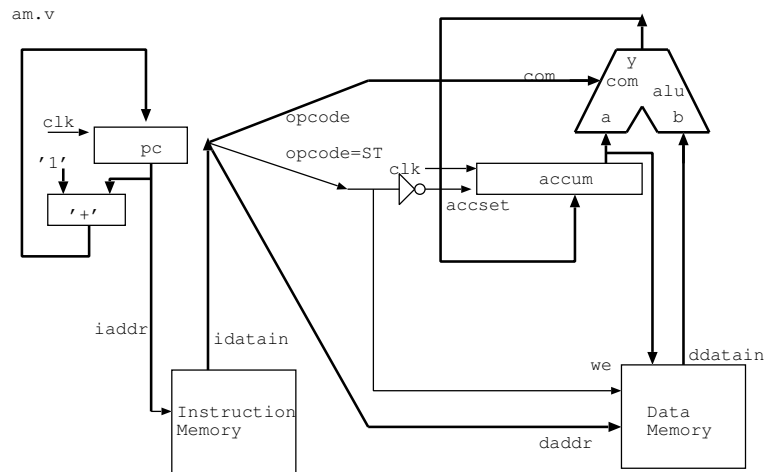 am.v
y
com
com
alu
a
b
clk
pc
opcode
'1'
opcode=ST
clk
accum
'+'
accset
iaddr
idatain
ddatain
we
Instruction
Memory
Data
Memory
daddr